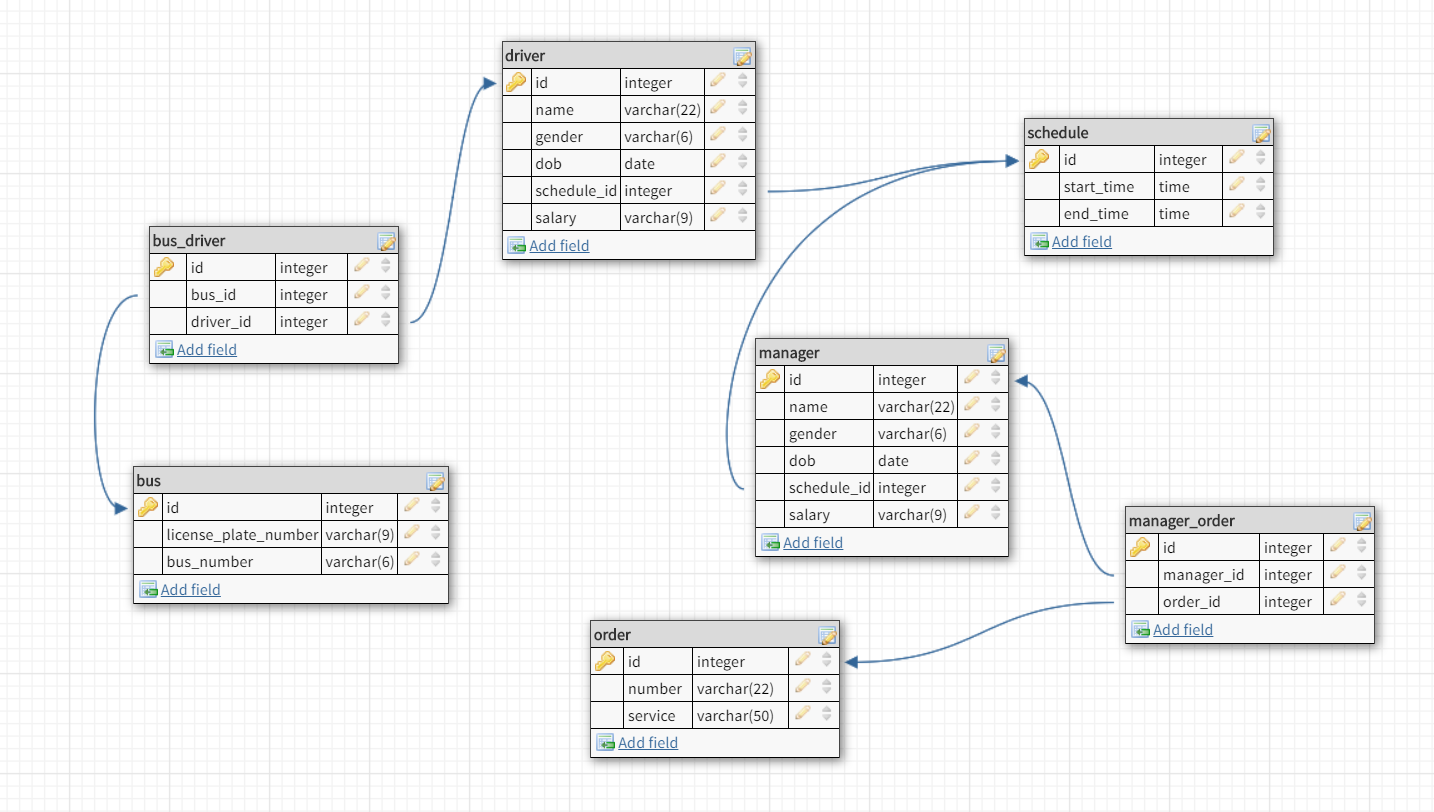 driver
id integer
name varchar(22)
gender varchar(6)
dob date
schedule_id integer
salary varchar(9)
Add field
schedule
id integer
start_time time
end_time time
Add field
bus_driver
id integer
bus_id integer
driver_id integer
Add field
manager
id integer
name varchar(22)
gender varchar(6)
dob date
schedule_id integer
salary varchar(9)
Add field
bus
id integer
license_plate_number varchar(9)
bus_number varchar(6)
Add field
manager_order
id integer
manager_id integer
order_id integer
Add field
order
id integer
number varchar(22)
service varchar(50)
Add field